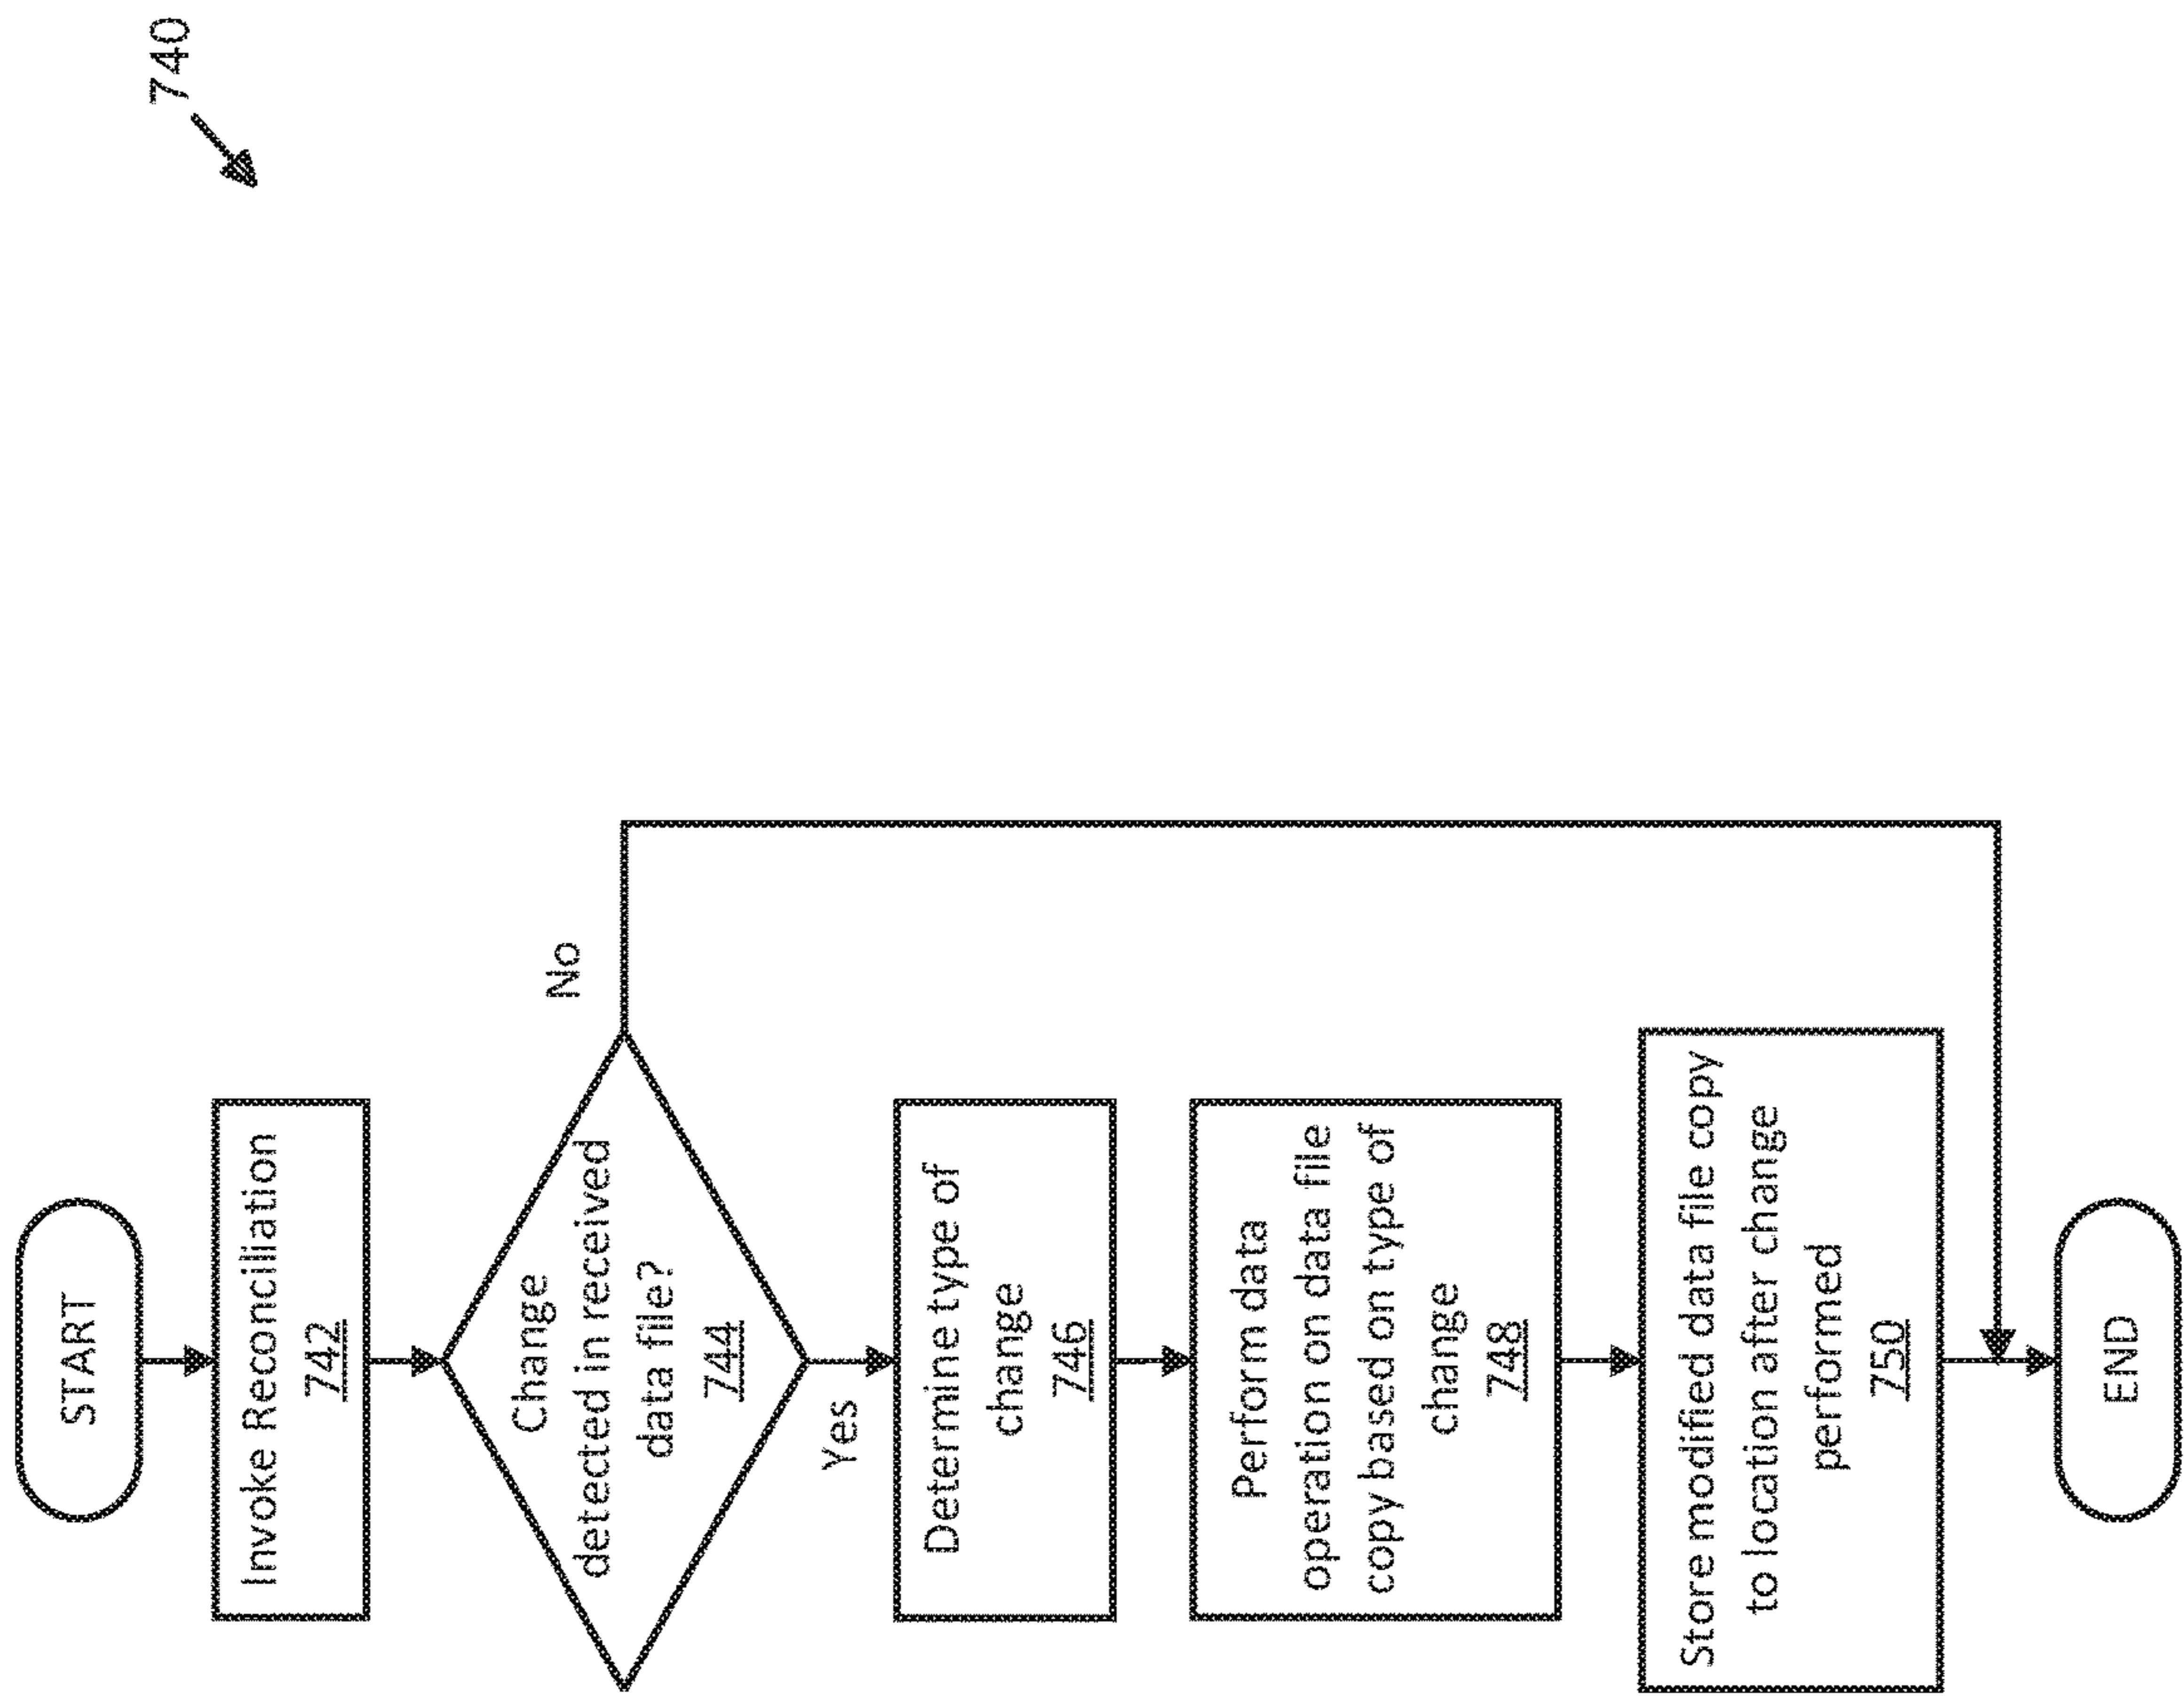 740
START
Invoke Reconciliation
742
Change
detected in received
data file?
744
No
Yes
Determine type of
change
746
Perform data
operation on data file
copy based on type of
change
748
Store modified data file copy
to location after change
performed
750
END